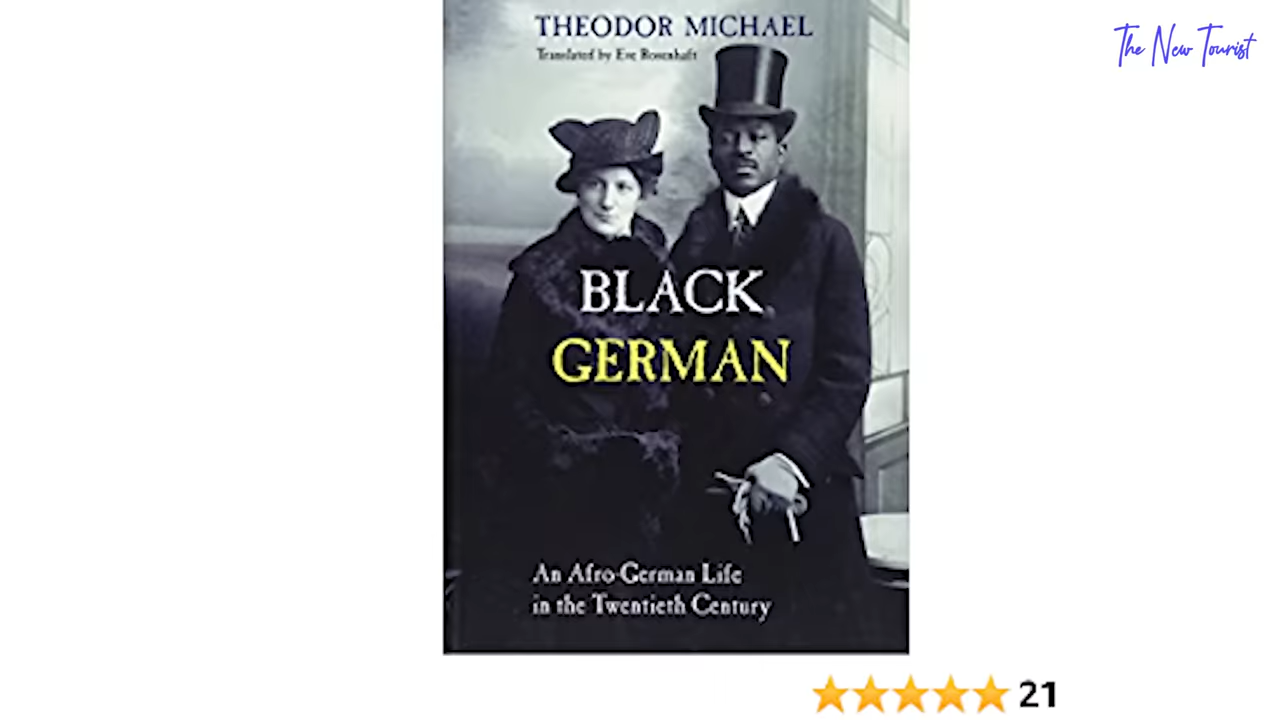 The New Tourist
THEODOR MICHAEL
Translated by Eve Rosenhaft
BLACK
GERMAN
An Afro-German Life
in the Twentieth Century
21